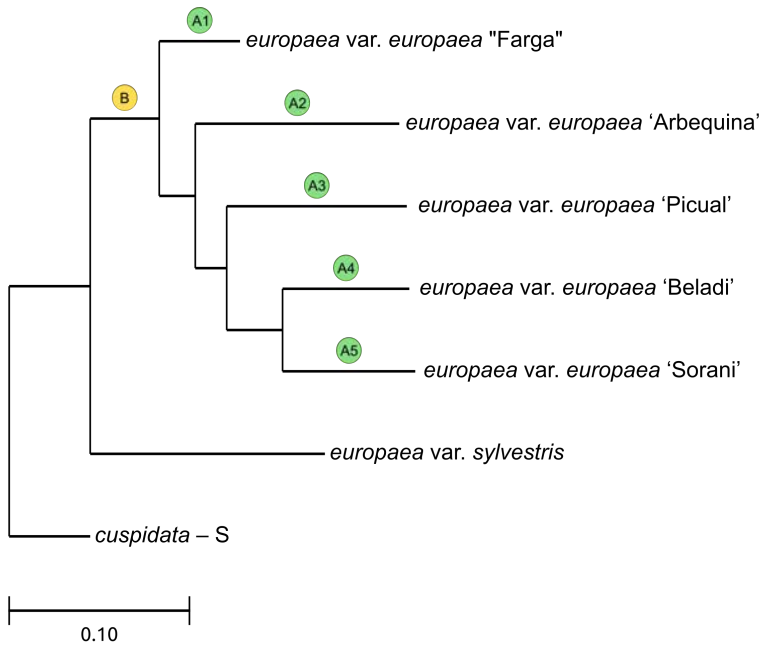 A1
europaea var. europaea "Farga"
B
A2
europaea var. europaea ‘Arbequina’
A3
europaea var. europaea ‘Picual’
A4
europaea var. europaea ‘Beladi’
A5
europaea var. europaea ‘Sorani’
europaea var. sylvestris
cuspidata – S
0.10